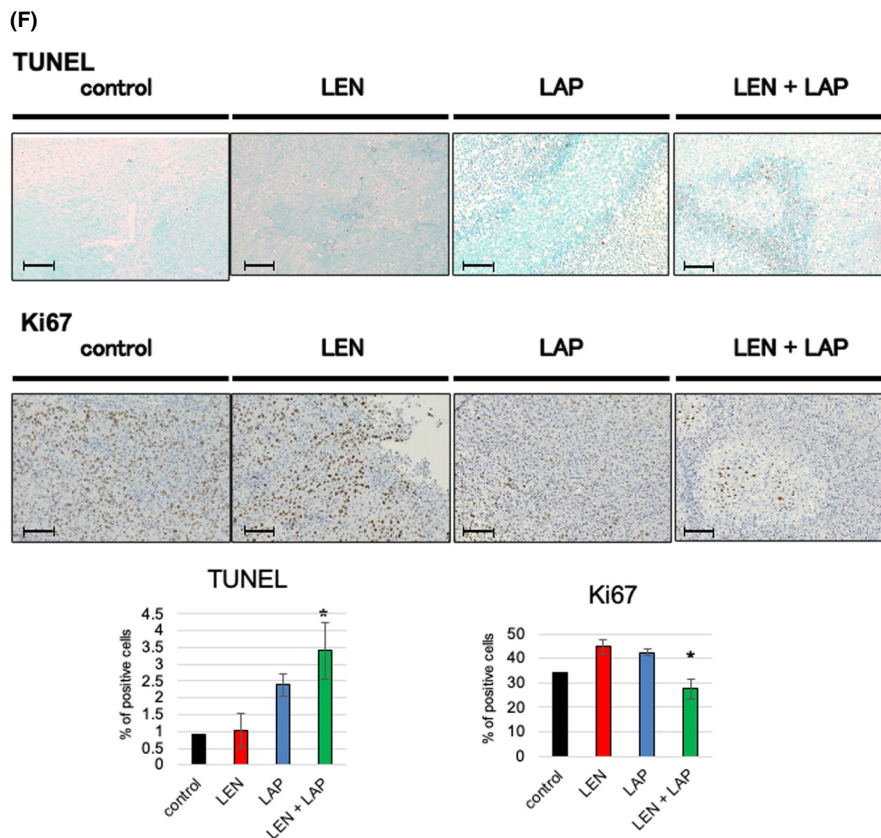 (F)
TUNEL
control LEN LAP LEN + LAP
Ki67
control LEN LAP LEN + LAP
TUNEL
% of positive cells
4.5
4
3.5
3
2.5
2
1.5
1
0.5
0
*
control LEN LAP LEN + LAP
Ki67
% of positive cells
50
40
30
20
10
0
*
control LEN LAP LEN + LAP